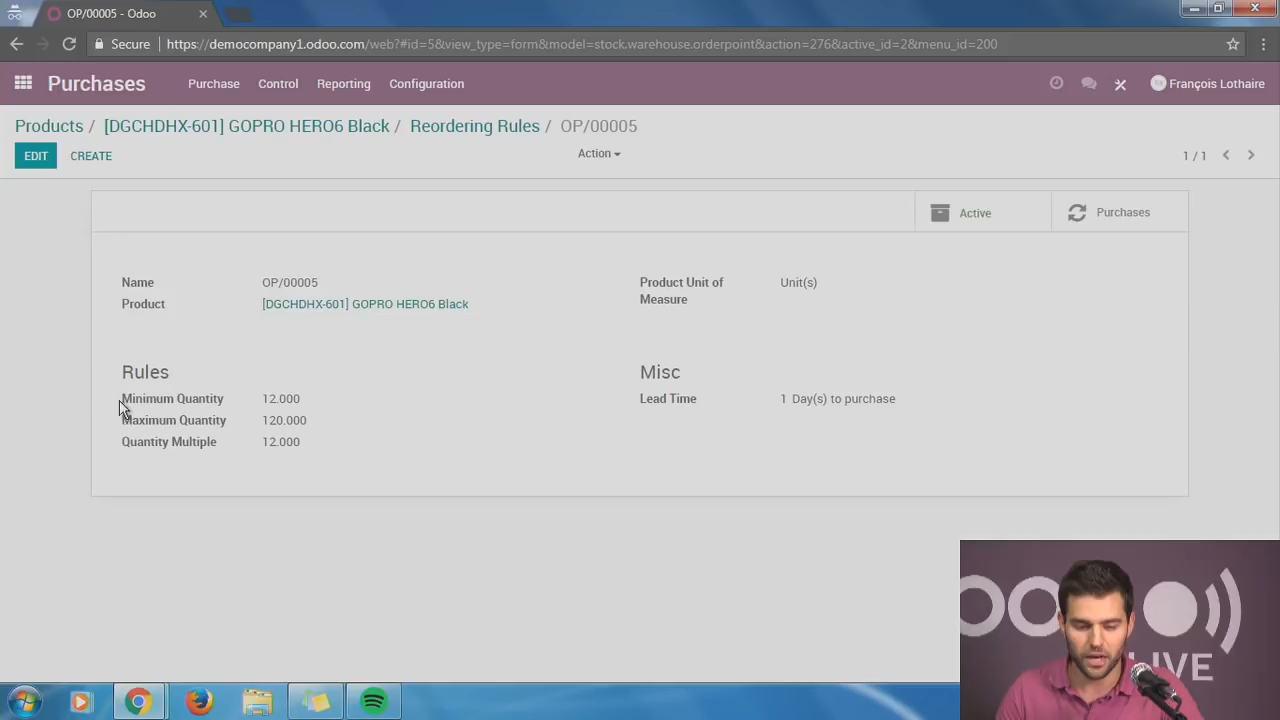 OP/00005 - Odoo
Secure https://democompany1.odoo.com/web?#id=5&view_type=form&model=stock.warehouse.orderpoint&action=276&active_id=2&menu_id=200
Purchases Purchase Control Reporting Configuration François Lothaire
Products / [DGCHDHX-601] GOPRO HERO6 Black / Reordering Rules / OP/00005
EDIT CREATE Action 1 / 1
Active Purchases
Name OP/00005 Product Unit of Measure Unit(s)
Product [DGCHDHX-601] GOPRO HERO6 Black
Rules Misc
Minimum Quantity 12.000 Lead Time 1 Day(s) to purchase
Maximum Quantity 120.000
Quantity Multiple 12.000
LIVE